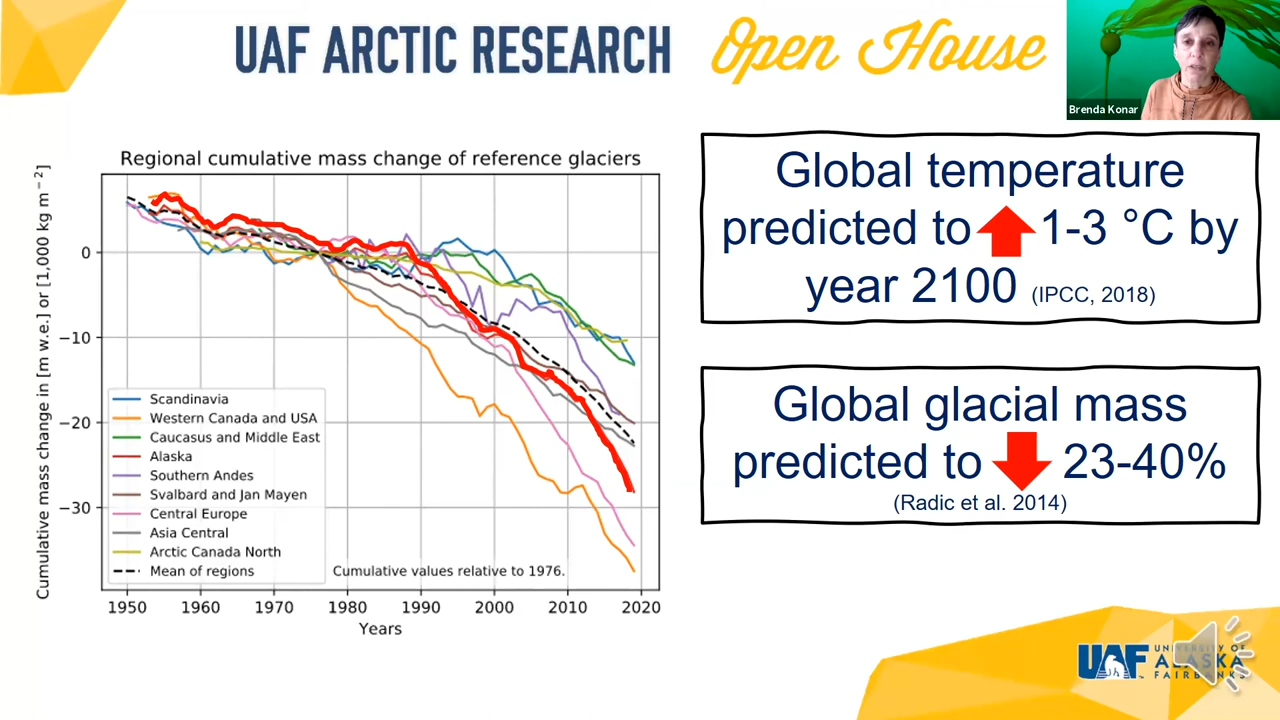 UAF ARCTIC RESEARCH Open House
Brenda Konar
Regional cumulative mass change of reference glaciers
Cumulative mass change in [m w.e.] or [1,000 kg m⁻²]
0
−10
−20
−30
Scandinavia
Western Canada and USA
Caucasus and Middle East
Alaska
Southern Andes
Svalbard and Jan Mayen
Central Europe
Asia Central
Arctic Canada North
Mean of regions
Cumulative values relative to 1976.
1950 1960 1970 1980 1990 2000 2010 2020
Years
Global temperature
predicted to 1-3 °C by
year 2100 (IPCC, 2018)
Global glacial mass
predicted to 23-40%
(Radic et al. 2014)
UAF
UNIVERSITY OF
ALASKA
FAIRBANKS